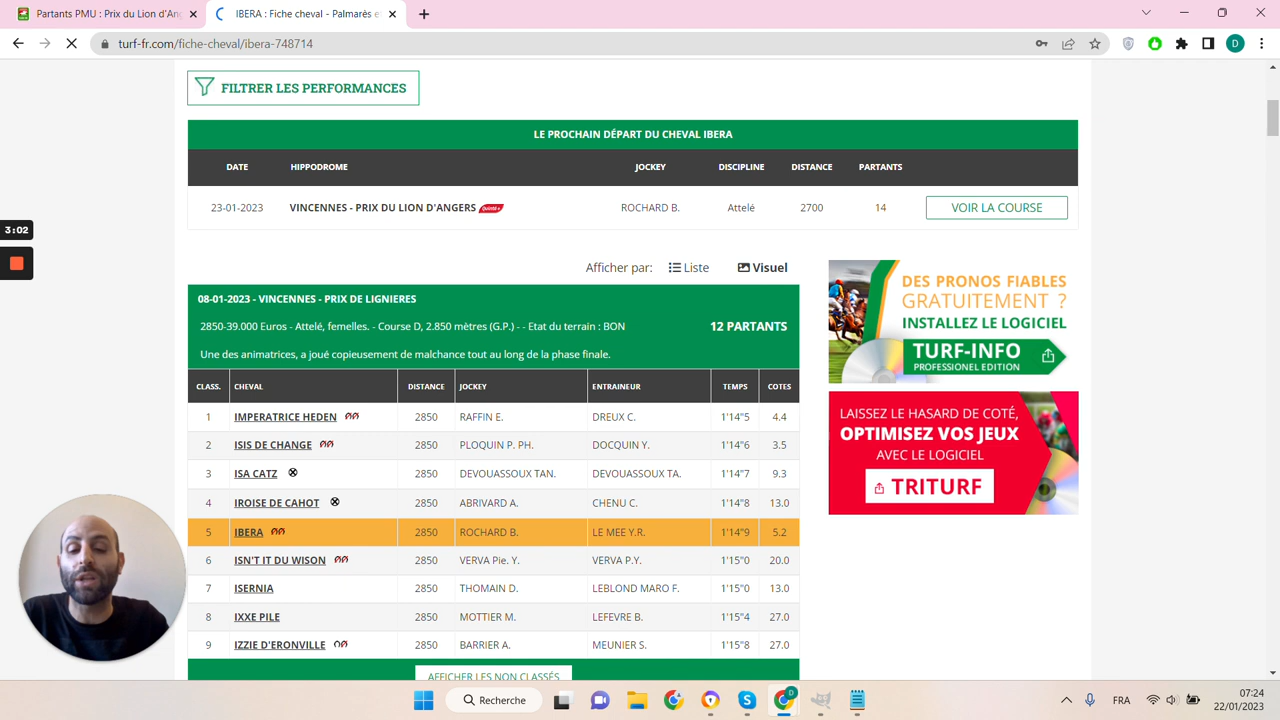 Partants PMU : Prix du Lion d'Ang
IBERA : Fiche cheval - Palmarès e
turf-fr.com/fiche-cheval/ibera-748714
D
FILTRER LES PERFORMANCES
LE PROCHAIN DÉPART DU CHEVAL IBERA
DATE HIPPODROME JOCKEY DISCIPLINE DISTANCE PARTANTS
23-01-2023 VINCENNES - PRIX DU LION D'ANGERS Quinté+ ROCHARD B. Attelé 2700 14 VOIR LA COURSE
3:02
Afficher par: Liste Visuel
08-01-2023 - VINCENNES - PRIX DE LIGNIERES
2850-39.000 Euros - Attelé, femelles. - Course D, 2.850 mètres (G.P.) - - Etat du terrain : BON 12 PARTANTS
Une des animatrices, a joué copieusement de malchance tout au long de la phase finale.
CLASS. CHEVAL DISTANCE JOCKEY ENTRAINEUR TEMPS COTES
1 IMPERATRICE HEDEN 2850 RAFFIN E. DREUX C. 1'14"5 4.4
2 ISIS DE CHANGE 2850 PLOQUIN P. PH. DOCQUIN Y. 1'14"6 3.5
3 ISA CATZ 2850 DEVOUASSOUX TAN. DEVOUASSOUX TA. 1'14"7 9.3
4 IROISE DE CAHOT 2850 ABRIVARD A. CHENU C. 1'14"8 13.0
5 IBERA 2850 ROCHARD B. LE MEE Y.R. 1'14"9 5.2
6 ISN'T IT DU WISON 2850 VERVA Pie. Y. VERVA P.Y. 1'15"0 20.0
7 ISERNIA 2850 THOMAIN D. LEBLOND MARO F. 1'15"0 13.0
8 IXXE PILE 2850 MOTTIER M. LEFEVRE B. 1'15"4 27.0
9 IZZIE D'ERONVILLE 2850 BARRIER A. MEUNIER S. 1'15"8 27.0
AFFICHER LES NON CLASSÉS
DES PRONOS FIABLES
GRATUITEMENT ?
INSTALLEZ LE LOGICIEL
TURF-INFO
PROFESSIONEL EDITION
LAISSEZ LE HASARD DE COTÉ,
OPTIMISEZ VOS JEUX
AVEC LE LOGICIEL
TRITURF
Recherche
D
FRA
07:24
22/01/2023